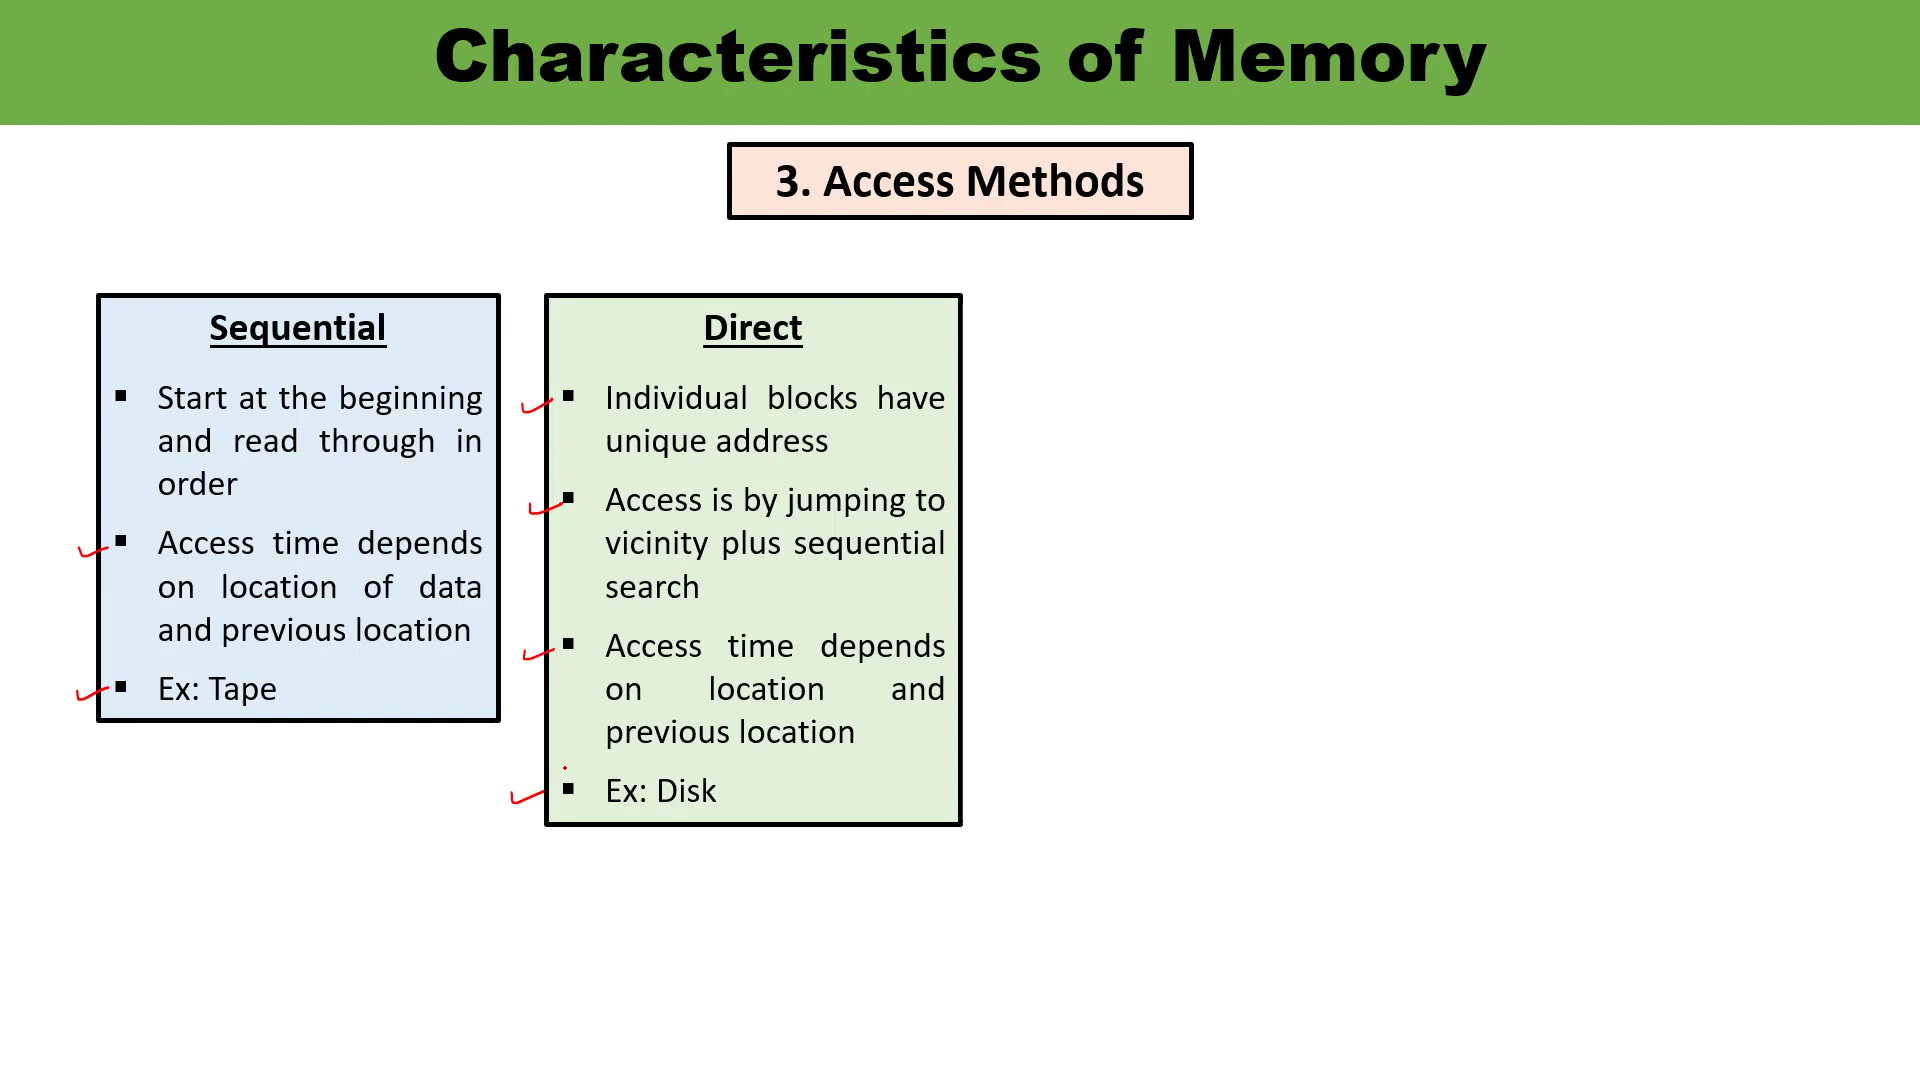 Characteristics of Memory
3. Access Methods
Sequential
▪ Start at the beginning
and read through in
order
▪ Access time depends
on location of data
and previous location
▪ Ex: Tape
Direct
▪ Individual blocks have
unique address
▪ Access is by jumping to
vicinity plus sequential
search
▪ Access time depends
on location and
previous location
▪ Ex: Disk